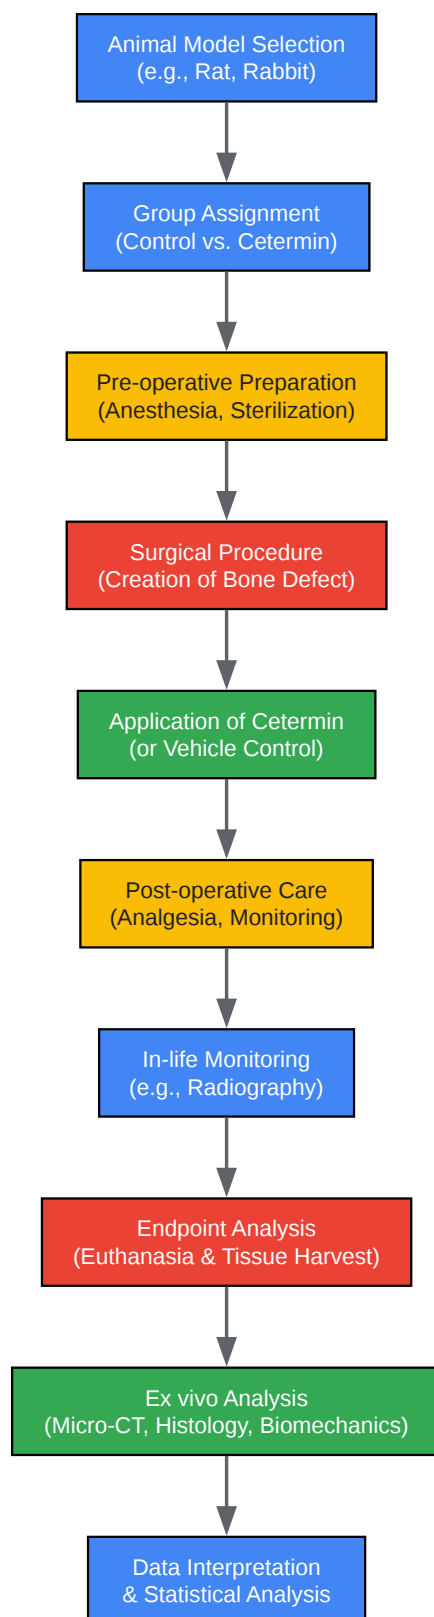 Animal Model Selection
(e.g., Rat, Rabbit)
Group Assignment
(Control vs. Cetermin)
Pre-operative Preparation
(Anesthesia, Sterilization)
Surgical Procedure
(Creation of Bone Defect)
Application of Cetermin
(or Vehicle Control)
Post-operative Care
(Analgesia, Monitoring)
In-life Monitoring
(e.g., Radiography)
Endpoint Analysis
(Euthanasia & Tissue Harvest)
Ex vivo Analysis
(Micro-CT, Histology, Biomechanics)
Data Interpretation
& Statistical Analysis